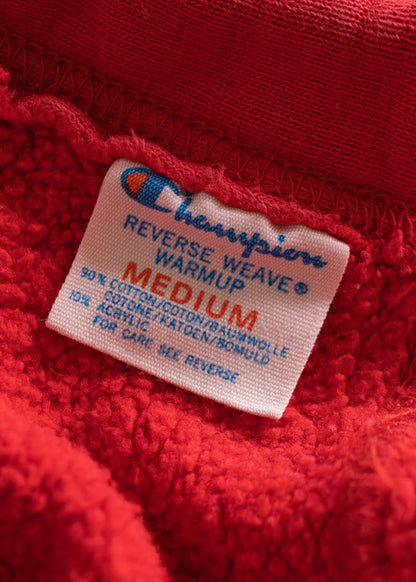 Champion
REVERSE WEAVE®
WARMUP
MEDIUM
90% COTTON/COTON/BAUMWOLLE
COTONE/KATOEN/BOMULD
10% ACRYLIC
FOR CARE SEE REVERSE